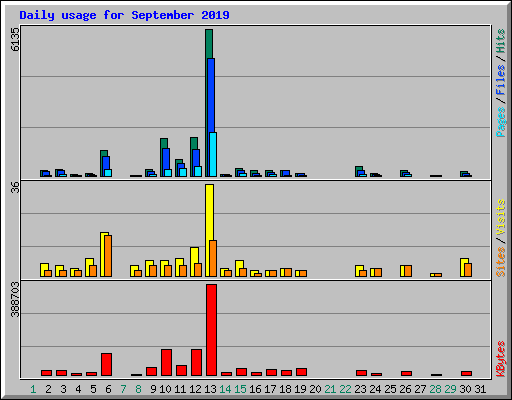 Daily usage for September 2019
6135
Pages / Files / Hits
36
Sites / Visits
388703
KBytes
1 2 3 4 5 6 7 8 9 10 11 12 13 14 15 16 17 18 19 20 21 22 23 24 25 26 27 28 29 30 31